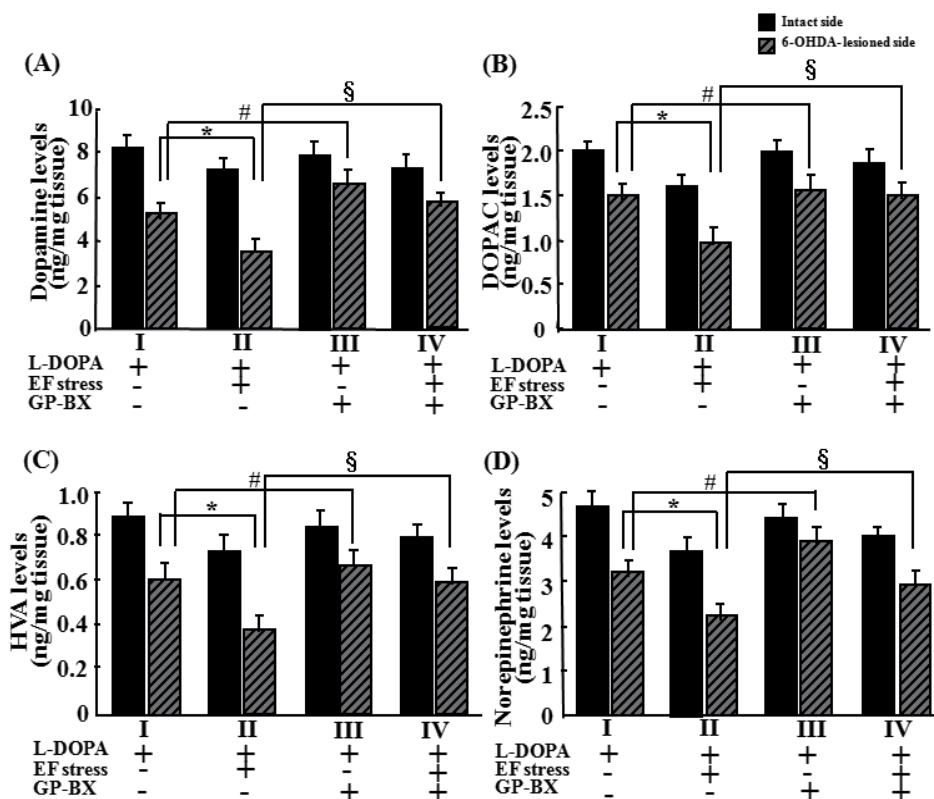 Intact side
6-OHDA-lesioned side
(A)
Dopamine levels
(ng/mg tissue)
10
8
6
4
2
0
*
#
§
I II III IV
L-DOPA + + + +
EF stress - + - +
GP-BX - - + +
(B)
DOPAC levels
(ng/mg tissue)
2.5
2.0
1.5
1.0
0.5
0
*
#
§
I II III IV
L-DOPA + + + +
EF stress - + - +
GP-BX - - + +
(C)
HVA levels
(ng/mg tissue)
1.0
0.8
0.6
0.4
0.2
0
*
#
§
I II III IV
L-DOPA + + + +
EF stress - + - +
GP-BX - - + +
(D)
Norepinephrine levels
(ng/mg tissue)
5
4
3
2
1
0
*
#
§
I II III IV
L-DOPA + + + +
EF stress - + - +
GP-BX - - + +